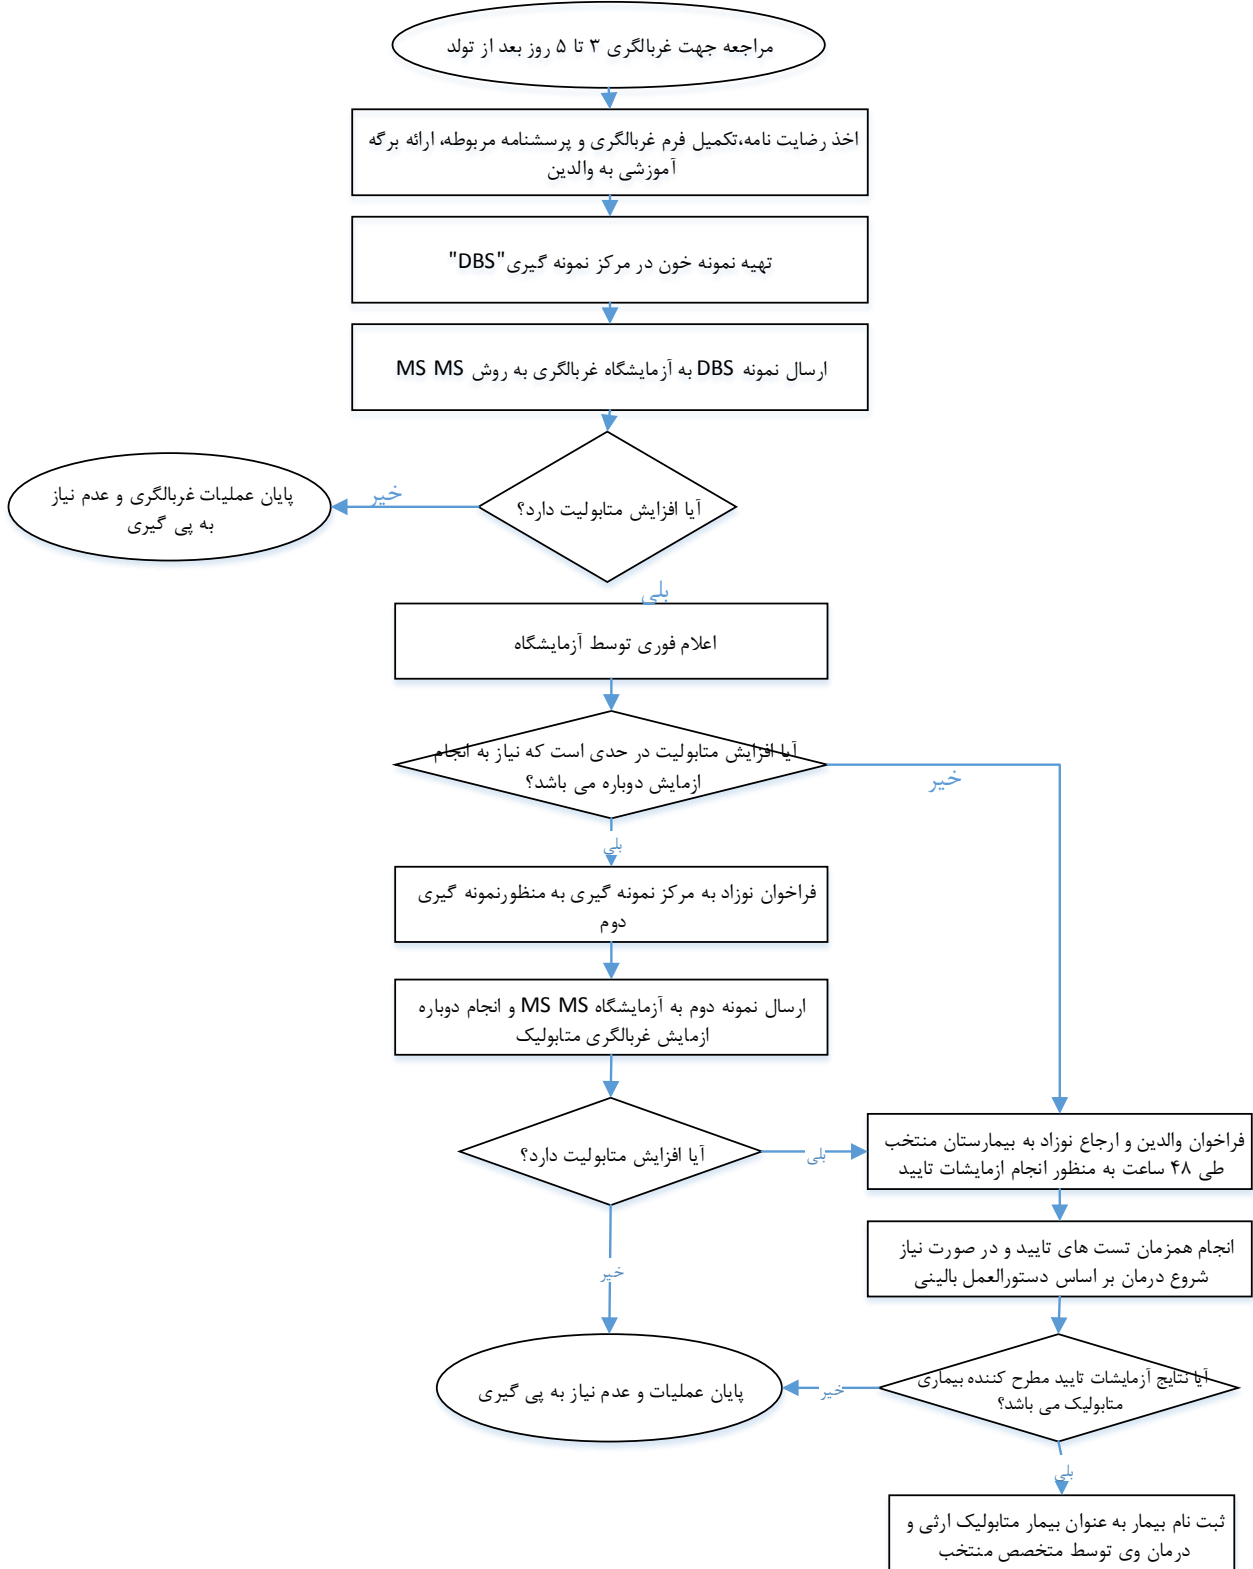 مراجعه جهت غربالگری ۳ تا ۵ روز بعد از تولد
اخذ رضایت نامه،تکمیل فرم غربالگری و پرسشنامه مربوطه، ارائه برگه
آموزشی به والدین
تهیه نمونه خون در مرکز نمونه گیری"DBS"
ارسال نمونه DBS به آزمایشگاه غربالگری به روش MS MS
آیا افزایش متابولیت دارد؟
خیر
پایان عملیات غربالگری و عدم نیاز
به پی گیری
بلی
اعلام فوری توسط آزمایشگاه
آیا افزایش متابولیت در حدی است که نیاز به انجام
ازمایش دوباره می باشد؟
خیر
بلی
فراخوان نوزاد به مرکز نمونه گیری به منظورنمونه گیری
دوم
ارسال نمونه دوم به آزمایشگاه MS MS و انجام دوباره
ازمایش غربالگری متابولیک
آیا افزایش متابولیت دارد؟
بلی
فراخوان والدین و ارجاع نوزاد به بیمارستان منتخب
طی ۴۸ ساعت به منظور انجام ازمایشات تایید
انجام همزمان تست های تایید و در صورت نیاز
شروع درمان بر اساس دستورالعمل بالینی
خیر
آیا نتایج آزمایشات تایید مطرح کننده بیماری
متابولیک می باشد؟
خیر
پایان عملیات و عدم نیاز به پی گیری
بلی
ثبت نام بیمار به عنوان بیمار متابولیک ارثی و
درمان وی توسط متخصص منتخب